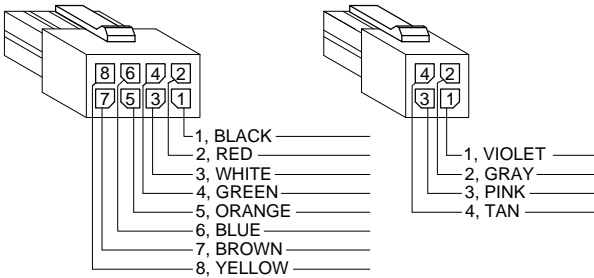 8 6 4 2
7 5 3 1
1, BLACK
2, RED
3, WHITE
4, GREEN
5, ORANGE
6, BLUE
7, BROWN
8, YELLOW
4 2
3 1
1, VIOLET
2, GRAY
3, PINK
4, TAN